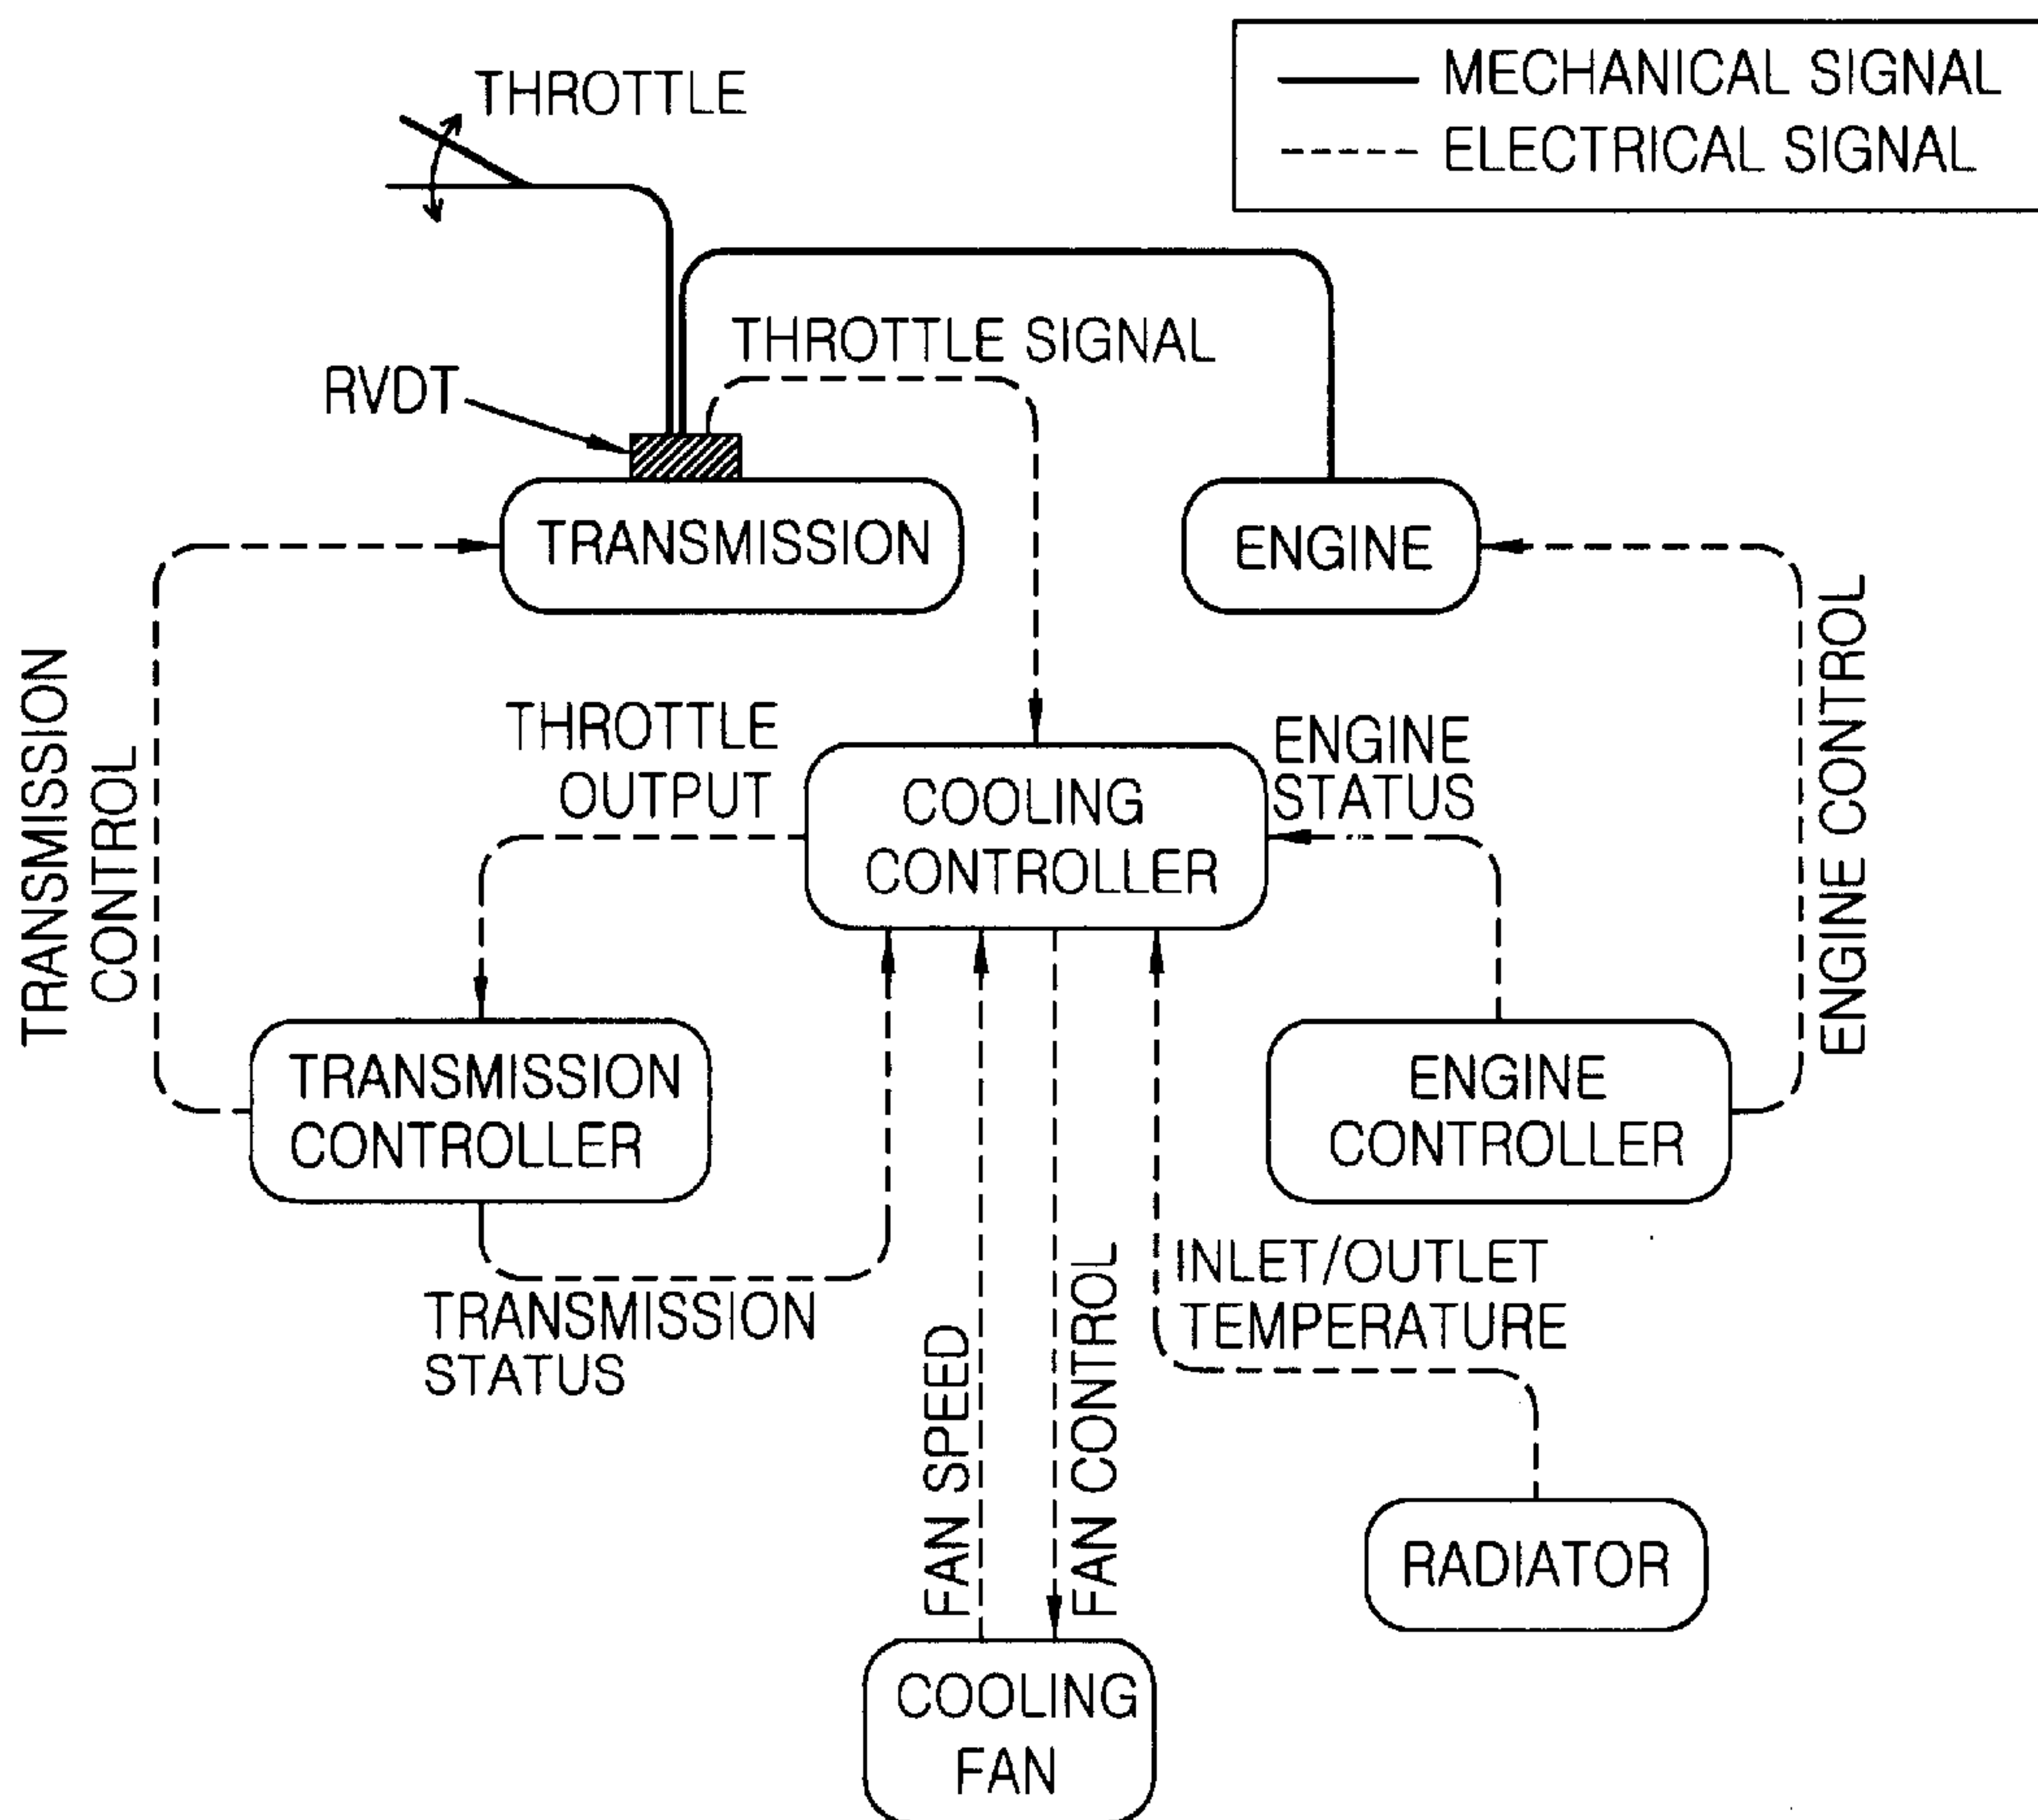 MECHANICAL SIGNAL
ELECTRICAL SIGNAL
THROTTLE
THROTTLE SIGNAL
RVDT
TRANSMISSION
ENGINE
TRANSMISSION
CONTROL
THROTTLE
OUTPUT
COOLING
CONTROLLER
ENGINE
STATUS
ENGINE CONTROL
TRANSMISSION
CONTROLLER
ENGINE
CONTROLLER
TRANSMISSION
STATUS
FAN SPEED
FAN CONTROL
INLET/OUTLET
TEMPERATURE
RADIATOR
COOLING
FAN